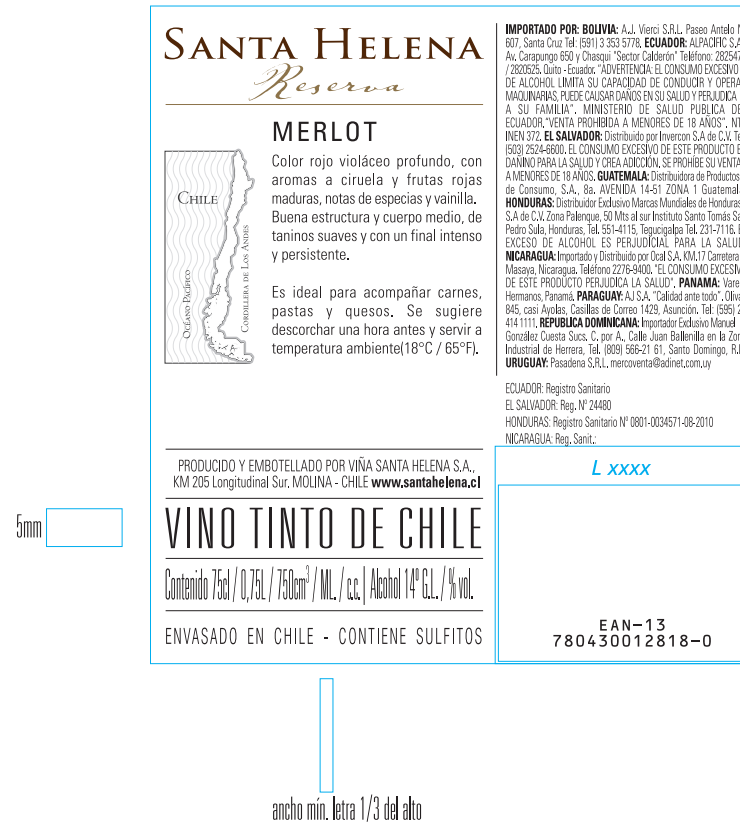 SANTA HELENA
Reserva
MERLOT
Color rojo violáceo profundo, con
aromas a ciruela y frutas rojas
maduras, notas de especias y vainilla.
Buena estructura y cuerpo medio, de
taninos suaves y con un final intenso
y persistente.
Es ideal para acompañar carnes,
pastas y quesos. Se sugiere
descorchar una hora antes y servir a
temperatura ambiente(18°C / 65°F).
CHILE
OCÉANO PACÍFICO
CORDILLERA DE LOS ANDES
PRODUCIDO Y EMBOTELLADO POR VIÑA SANTA HELENA S.A.,
KM 205 Longitudinal Sur. MOLINA - CHILE www.santahelena.cl
VINO TINTO DE CHILE
Contenido 75cl / 0,75L / 750cm³ / ML. / c.c. | Alcohol 14º G.L. / % vol.
ENVASADO EN CHILE - CONTIENE SULFITOS
IMPORTADO POR: BOLIVIA: A.J. Vierci S.R.L. Paseo Antelo
607, Santa Cruz Tel: (591) 3 353 5778. ECUADOR: ALPACIFIC S.A
Av. Carapungo 650 y Chasqui "Sector Calderón" Teléfono: 282547
/ 2820525. Quito - Ecuador. "ADVERTENCIA: EL CONSUMO EXCESIVO
DE ALCOHOL LIMITA SU CAPACIDAD DE CONDUCIR Y OPERA
MAQUINARIAS, PUEDE CAUSAR DAÑOS EN SU SALUD Y PERJUDICA
A SU FAMILIA". MINISTERIO DE SALUD PUBLICA DE
ECUADOR."VENTA PROHIBIDA A MENORES DE 18 AÑOS". NT
INEN 372. EL SALVADOR: Distribuido por Invercon S.A de C.V. Te
(503) 2524-6600. EL CONSUMO EXCESIVO DE ESTE PRODUCTO E
DAÑINO PARA LA SALUD Y CREA ADICCIÓN. SE PROHÍBE SU VENTA
A MENORES DE 18 AÑOS. GUATEMALA: Distribuidora de Productos
de Consumo, S.A., 8a. AVENIDA 14-51 ZONA 1 Guatemal
HONDURAS: Distribuidor Exclusivo Marcas Mundiales de Honduras
S.A de C.V. Zona Palenque, 50 Mts al sur Instituto Santo Tomás Sa
Pedro Sula, Honduras, Tel. 551-4115, Tegucigalpa Tel. 231-7116. E
EXCESO DE ALCOHOL ES PERJUDICIAL PARA LA SALUD
NICARAGUA: Importado y Distribuido por Ocal S.A. KM.17 Carretera
Masaya, Nicaragua. Teléfono 2276-9400. "EL CONSUMO EXCESIV
DE ESTE PRODUCTO PERJUDICA LA SALUD". PANAMA: Vare
Hermanos, Panamá. PARAGUAY: AJ S.A. "Calidad ante todo". Oliva
845, casi Ayolas, Casillas de Correo 1429, Asunción. Tel: (595) 2
414 1111. REPUBLICA DOMINICANA: Importador Exclusivo Manuel
González Cuesta Sucs. C. por A., Calle Juan Ballenilla en la Zon
Industrial de Herrera, Tel. (809) 566-21 61, Santo Domingo, R.
URUGUAY: Pasadena S.R.L. mercoventa@adinet.com.uy
ECUADOR: Registro Sanitario
EL SALVADOR: Reg. Nº 24480
HONDURAS: Registro Sanitario Nº 0801-0034571-08-2010
NICARAGUA: Reg. Sanit.:
L xxxx
EAN-13
780430012818-0
5mm
ancho mín. letra 1/3 del alto